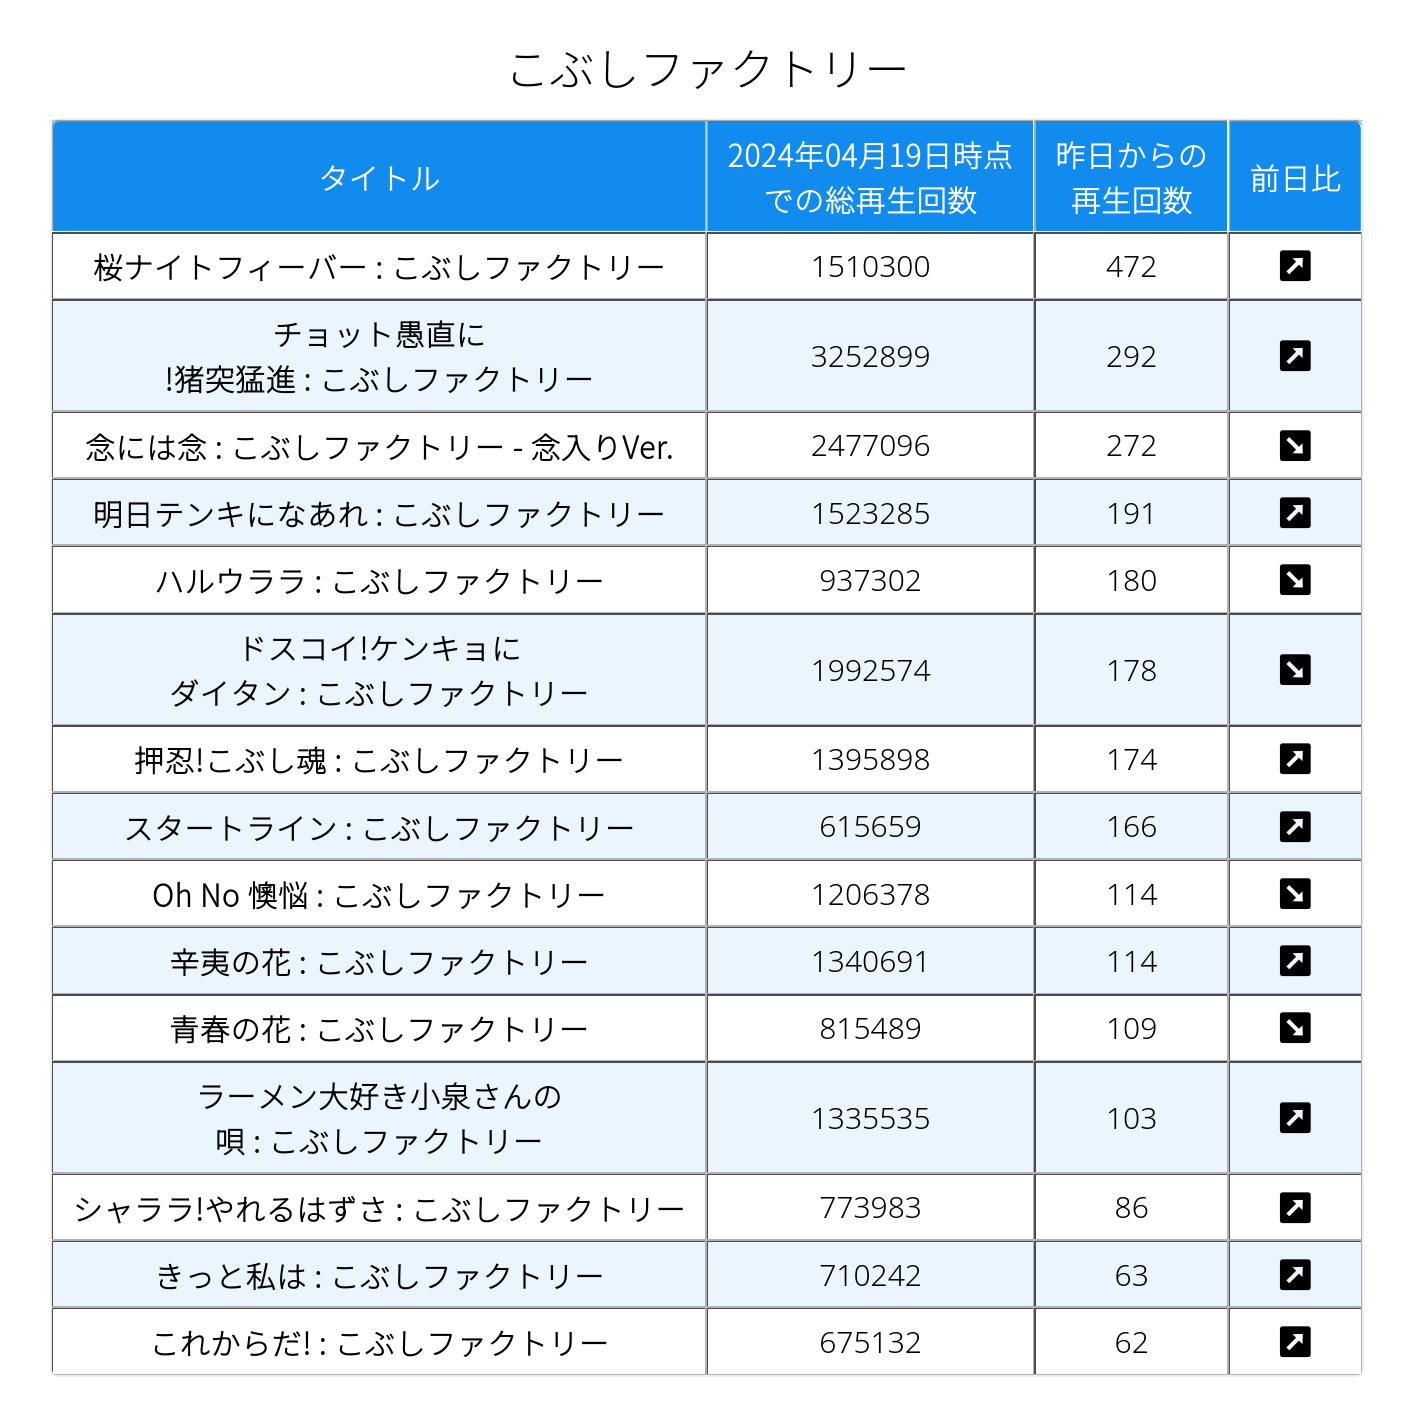 こぶしファクトリー
タイトル
2024年04月19日時点
での総再生回数
昨日からの
再生回数
前日比
桜ナイトフィーバー : こぶしファクトリー 1510300 472
チョット愚直に
!猪突猛進 : こぶしファクトリー
3252899 292
念には念 : こぶしファクトリー - 念入りVer. 2477096 272
明日テンキになあれ : こぶしファクトリー 1523285 191
ハルウララ : こぶしファクトリー 937302 180
ドスコイ!ケンキョに
ダイタン : こぶしファクトリー
1992574 178
押忍!こぶし魂 : こぶしファクトリー 1395898 174
スタートライン : こぶしファクトリー 615659 166
Oh No 懊悩 : こぶしファクトリー 1206378 114
辛夷の花 : こぶしファクトリー 1340691 114
青春の花 : こぶしファクトリー 815489 109
ラーメン大好き小泉さんの
唄 : こぶしファクトリー
1335535 103
シャララ!やれるはずさ : こぶしファクトリー 773983 86
きっと私は : こぶしファクトリー 710242 63
これからだ! : こぶしファクトリー 675132 62